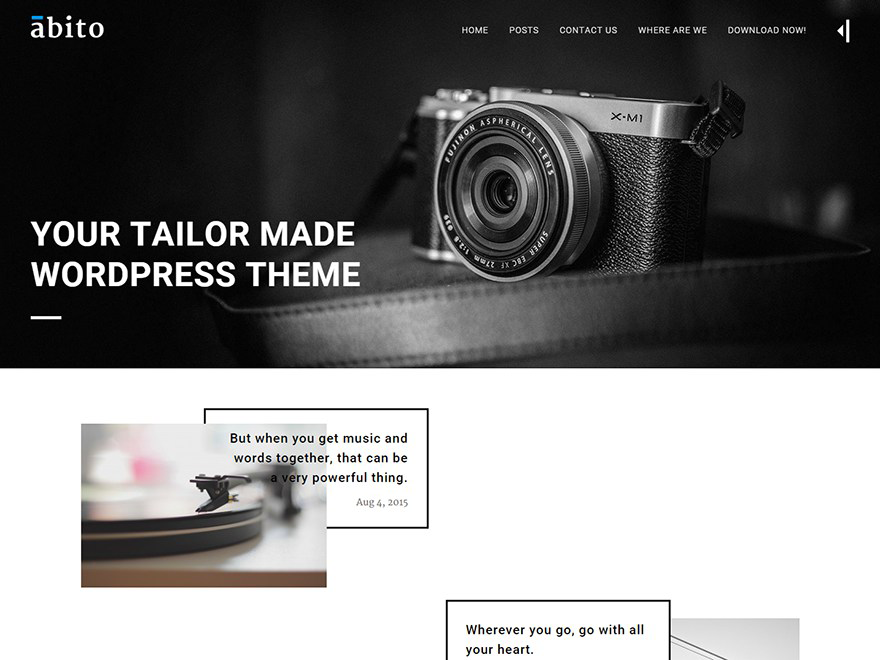 ābito
HOME POSTS CONTACT US WHERE ARE WE DOWNLOAD NOW!
X-M1
FUJINON ASPHERICAL LENS
SUPER EBC XF 27mm 1:2.8 ø39
YOUR TAILOR MADE
WORDPRESS THEME
But when you get music and
words together, that can be
a very powerful thing.
Aug 4, 2015
Wherever you go, go with all
your heart.